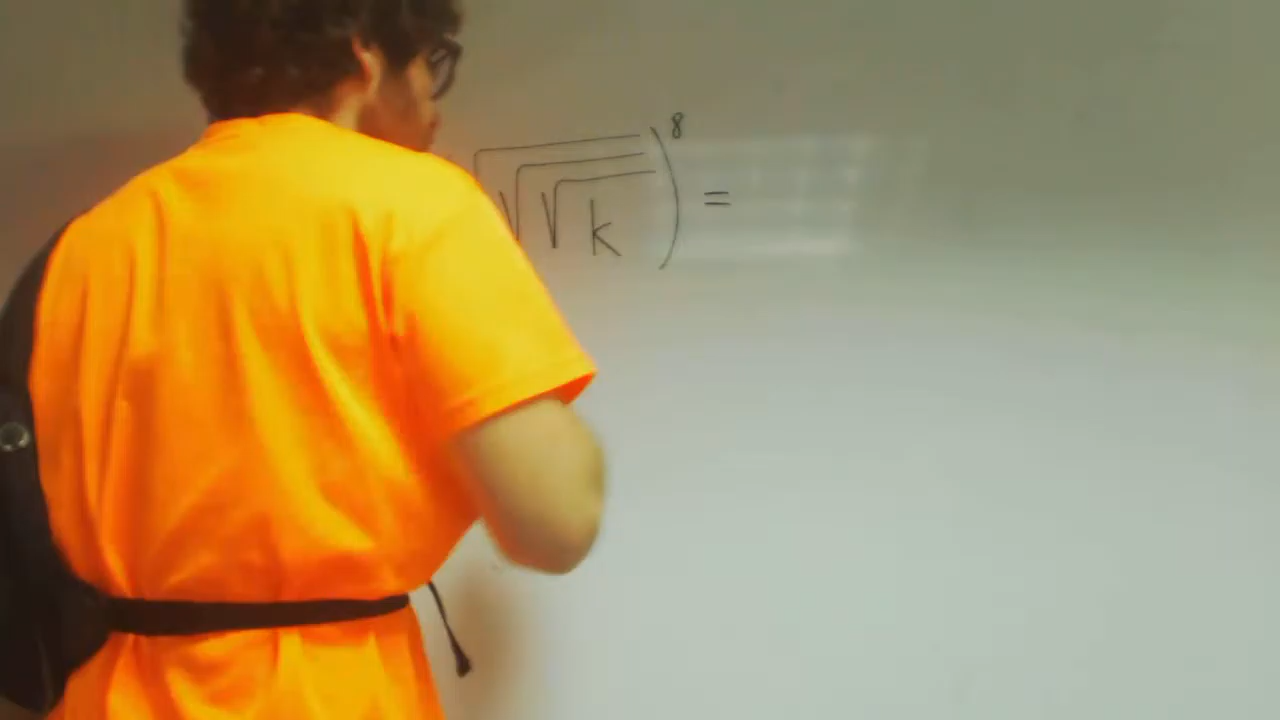 √√√k)⁸ =